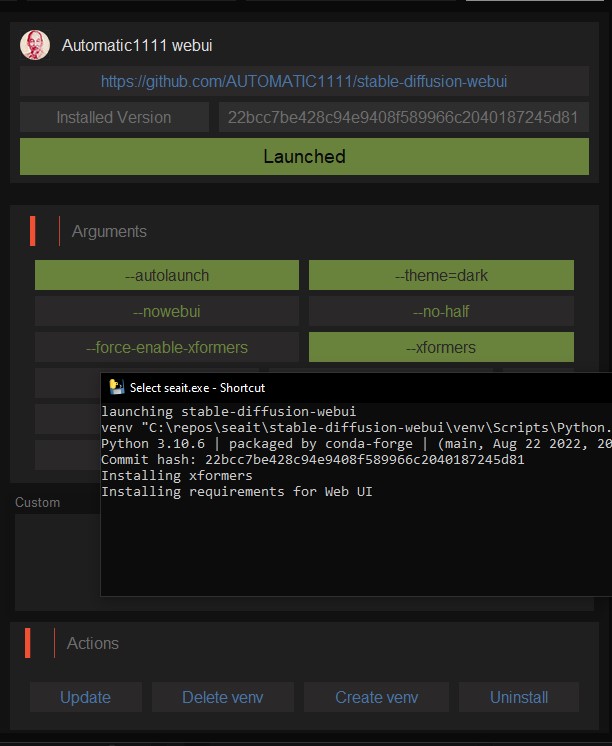 Automatic1111 webui
https://github.com/AUTOMATIC1111/stable-diffusion-webui
Installed Version 22bcc7be428c94e9408f589966c2040187245d81
Launched
Arguments
--autolaunch --theme=dark
--nowebui --no-half
--force-enable-xformers --xformers
Select seait.exe - Shortcut
launching stable-diffusion-webui
venv "C:\repos\seait\stable-diffusion-webui\venv\Scripts\Python.
Python 3.10.6 | packaged by conda-forge | (main, Aug 22 2022, 20
Commit hash: 22bcc7be428c94e9408f589966c2040187245d81
Installing xformers
Installing requirements for Web UI
Custom
Actions
Update Delete venv Create venv Uninstall